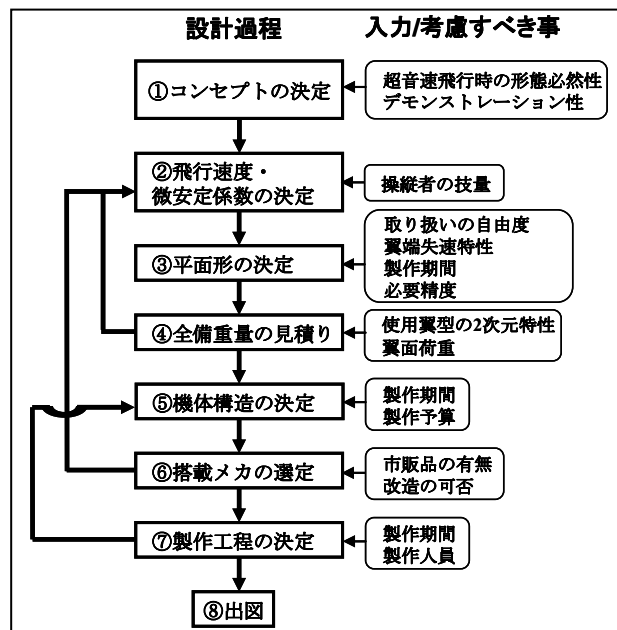 設計過程
入力/考慮すべき事
①コンセプトの決定
超音速飛行時の形態必然性
デモンストレーション性
②飛行速度・
微安定係数の決定
操縦者の技量
③平面形の決定
取り扱いの自由度
翼端失速特性
製作期間
必要精度
④全備重量の見積り
使用翼型の2次元特性
翼面荷重
⑤機体構造の決定
製作期間
製作予算
⑥搭載メカの選定
市販品の有無
改造の可否
⑦製作工程の決定
製作期間
製作人員
⑧出図